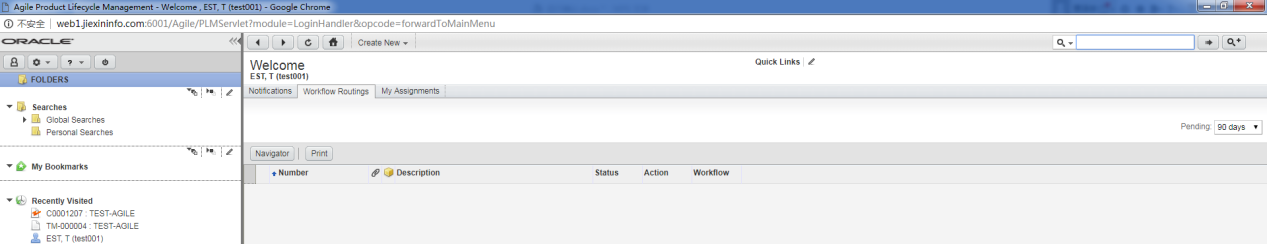 Agile Product Lifecycle Management - Welcome , EST, T (test001) - Google Chrome
不安全 | web1.jiexininfo.com:6001/Agile/PLMServlet?module=LoginHandler&opcode=forwardToMainMenu
ORACLE
Create New
FOLDERS
Searches
Global Searches
Personal Searches
My Bookmarks
Recently Visited
C0001207 : TEST-AGILE
TM-000004 : TEST-AGILE
EST, T (test001)
Welcome
EST, T (test001)
Quick Links
Notifications Workflow Routings My Assignments
Pending: 90 days
Navigator Print
Number Description Status Action Workflow